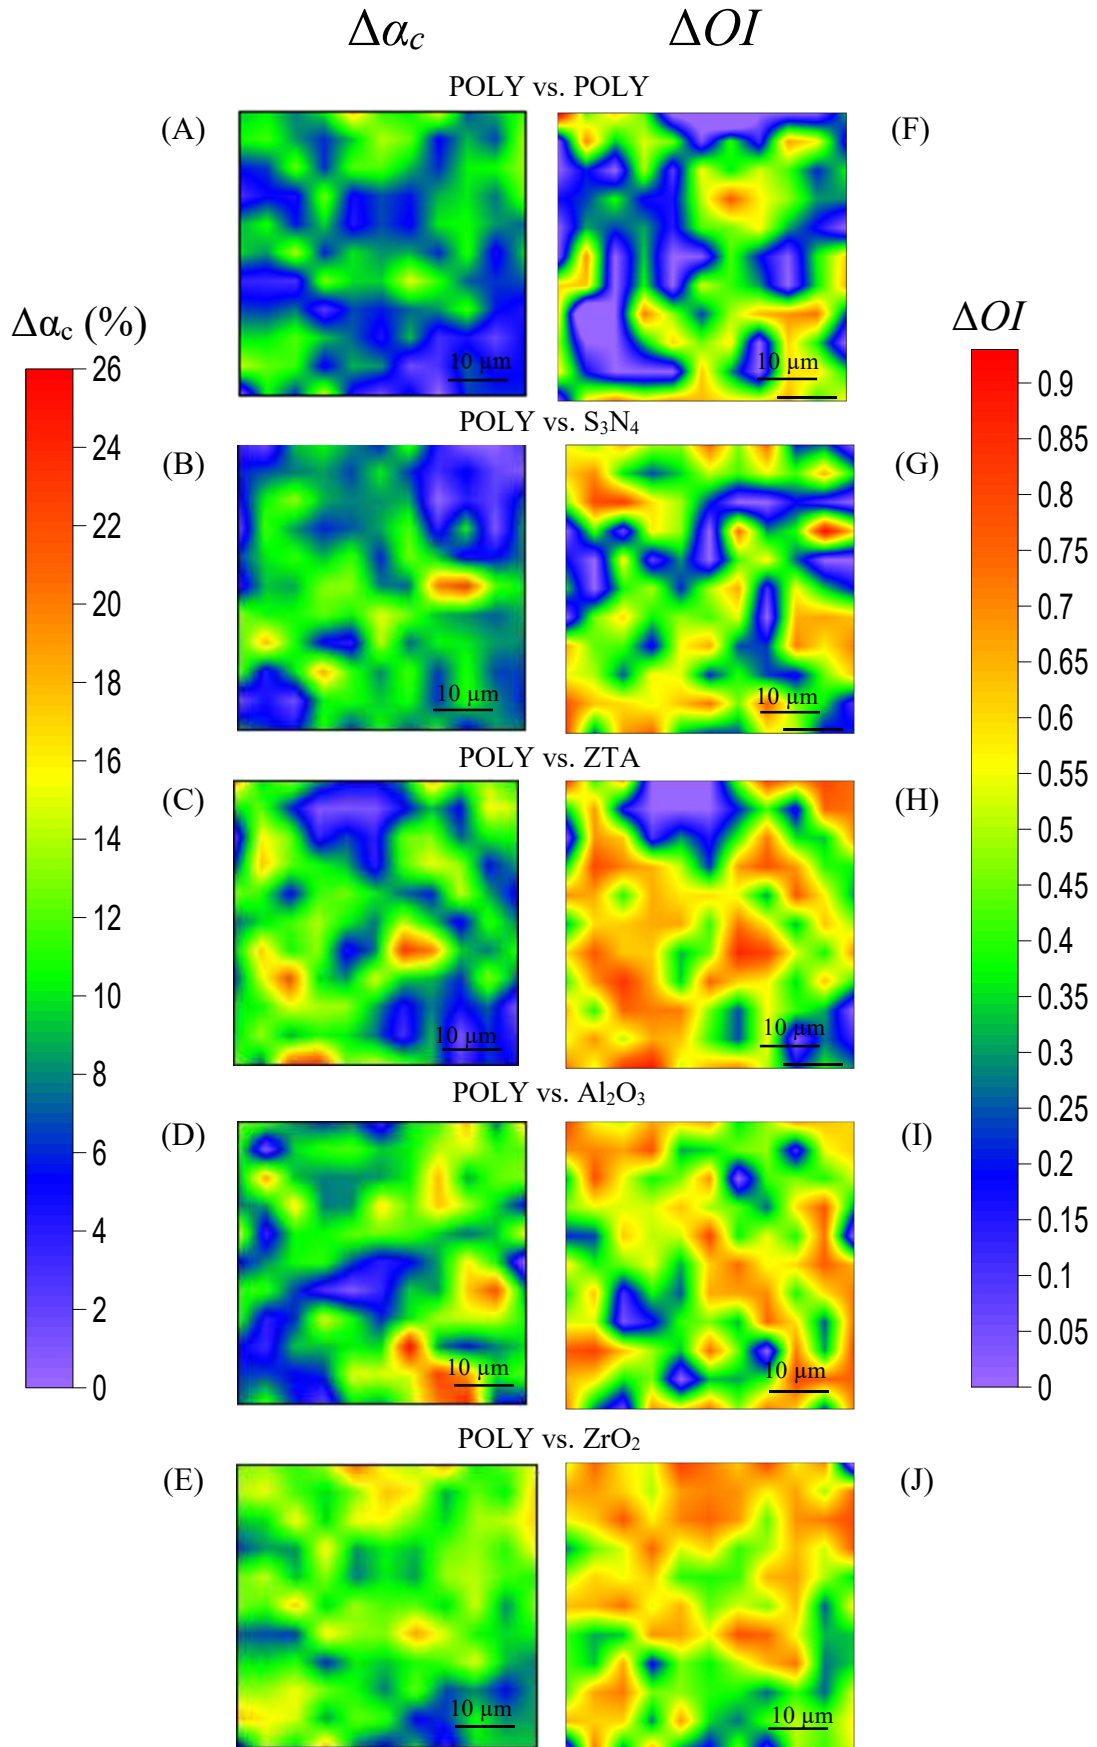 Δα_c ΔOI
POLY vs. POLY
(A) (F)
10 µm 10 µm
POLY vs. S₃N₄
(B) (G)
10 µm 10 µm
POLY vs. ZTA
(C) (H)
10 µm 10 µm
POLY vs. Al₂O₃
(D) (I)
10 µm 10 µm
POLY vs. ZrO₂
(E) (J)
10 µm 10 µm
Δα_c (%)
26
24
22
20
18
16
14
12
10
8
6
4
2
0
ΔOI
0.9
0.85
0.8
0.75
0.7
0.65
0.6
0.55
0.5
0.45
0.4
0.35
0.3
0.25
0.2
0.15
0.1
0.05
0